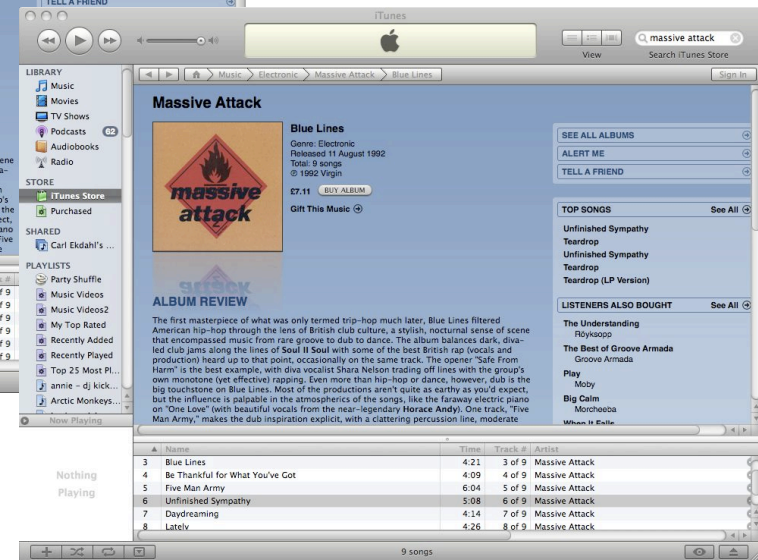 TELL A FRIEND
iTunes
View
massive attack
Search iTunes Store
LIBRARY
Music
Movies
TV Shows
Podcasts 62
Audiobooks
Radio
STORE
iTunes Store
Purchased
SHARED
Carl Ekdahl's ...
PLAYLISTS
Party Shuffle
Music Videos
Music Videos2
My Top Rated
Recently Added
Recently Played
Top 25 Most Pl...
annie - dj kick...
Arctic Monkeys...
Now Playing
Nothing
Playing
Music Electronic Massive Attack Blue Lines Sign In
Massive Attack
massive
attack
Blue Lines
Genre: Electronic
Released 11 August 1992
Total: 9 songs
℗ 1992 Virgin
£7.11 BUY ALBUM
Gift This Music
ALBUM REVIEW
The first masterpiece of what was only termed trip-hop much later, Blue Lines filtered
American hip-hop through the lens of British club culture, a stylish, nocturnal sense of scene
that encompassed music from rare groove to dub to dance. The album balances dark, diva-
led club jams along the lines of Soul II Soul with some of the best British rap (vocals and
production) heard up to that point, occasionally on the same track. The opener "Safe From
Harm" is the best example, with diva vocalist Shara Nelson trading off lines with the group's
own monotone (yet effective) rapping. Even more than hip-hop or dance, however, dub is the
big touchstone on Blue Lines. Most of the productions aren't quite as earthy as you'd expect,
but the influence is palpable in the atmospherics of the songs, like the faraway electric piano
on "One Love" (with beautiful vocals from the near-legendary Horace Andy). One track, "Five
Man Army," makes the dub inspiration explicit, with a clattering percussion line, moderate
SEE ALL ALBUMS
ALERT ME
TELL A FRIEND
TOP SONGS See All
Unfinished Sympathy
Teardrop
Unfinished Sympathy
Teardrop
Teardrop (LP Version)
LISTENERS ALSO BOUGHT See All
The Understanding
Röyksopp
The Best of Groove Armada
Groove Armada
Play
Moby
Big Calm
Morcheeba
When It Falls
Name Time Track # Artist
3 Blue Lines 4:21 3 of 9 Massive Attack
4 Be Thankful for What You've Got 4:09 4 of 9 Massive Attack
5 Five Man Army 6:04 5 of 9 Massive Attack
6 Unfinished Sympathy 5:08 6 of 9 Massive Attack
7 Daydreaming 4:14 7 of 9 Massive Attack
8 Lately 4:26 8 of 9 Massive Attack
9 songs